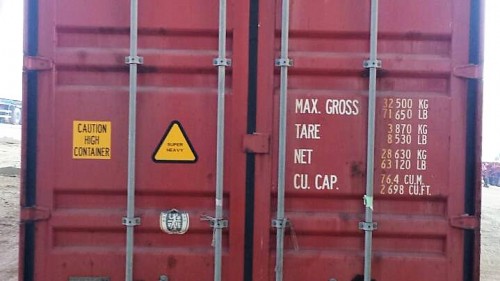 CAUTION
HIGH
CONTAINER
SUPER
HEAVY
MAX. GROSS 32 500 KG
71 650 LB
TARE 3 870 KG
8 530 LB
NET 28 630 KG
63 120 LB
CU. CAP. 76.4 CU.M.
2 698 CU.FT.